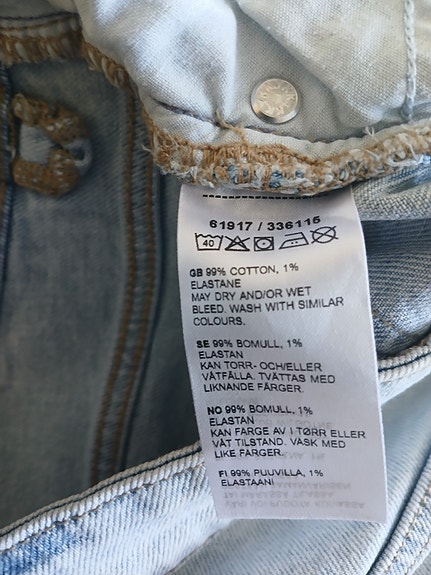 61917 / 336115
40
GB 99% COTTON, 1%
ELASTANE
MAY DRY AND/OR WET
BLEED. WASH WITH SIMILAR
COLOURS.
SE 99% BOMULL, 1%
ELASTAN
KAN TORR- OCH/ELLER
VÅTFÄLLA. TVÄTTAS MED
LIKNANDE FÄRGER.
NO 99% BOMULL, 1%
ELASTAN
KAN FARGE AV I TØRR ELLER
VÅT TILSTAND. VASK MED
LIKE FARGER.
FI 99% PUUVILLA, 1%
ELASTAANI